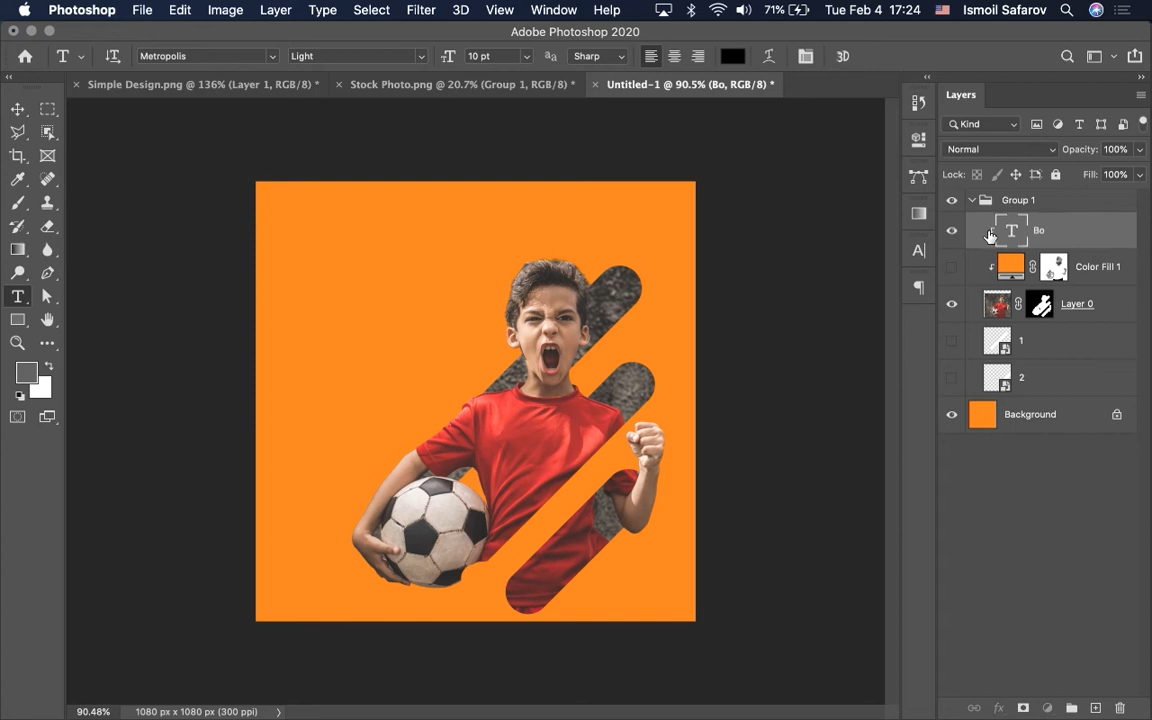 Photoshop File Edit Image Layer Type Select Filter 3D View Window Help 71% Tue Feb 4 17:24 Ismoil Safarov
Adobe Photoshop 2020
T Metropolis Light 10 pt Sharp 3D
Simple Design.png @ 136% (Layer 1, RGB/8) * Stock Photo.png @ 20.7% (Group 1, RGB/8) * Untitled-1 @ 90.5% (Bo, RGB/8) *
Layers
Kind
Normal Opacity: 100%
Lock: Fill: 100%
Group 1
T Bo
Color Fill 1
Layer 0
1
2
Background
90.48% 1080 px x 1080 px (300 ppi)